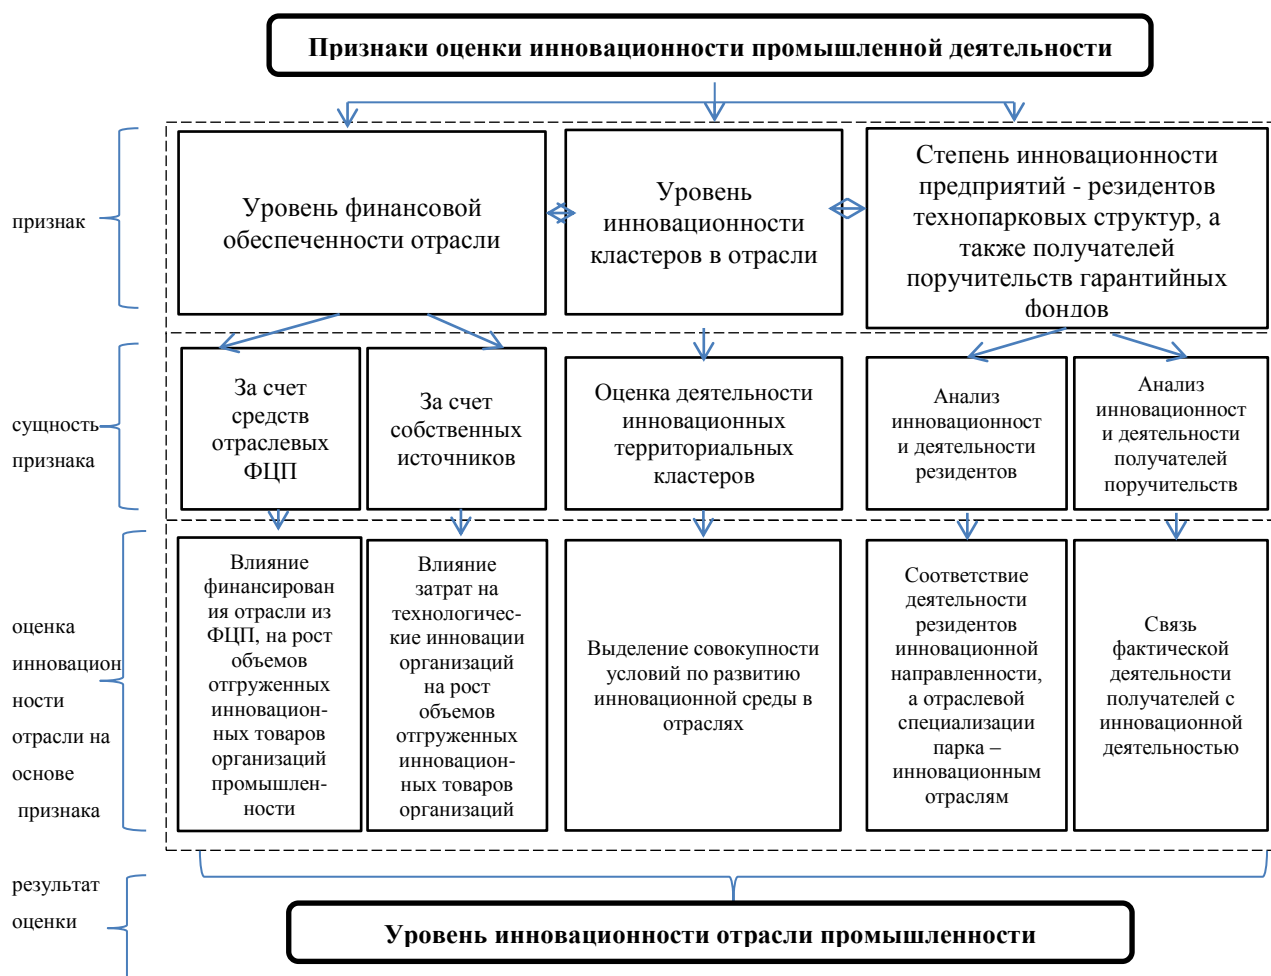 Признаки оценки инновационности промышленной деятельности
признак
Уровень финансовой
обеспеченности отрасли
Уровень
инновационности
кластеров в отрасли
Степень инновационности
предприятий - резидентов
технопарковых структур, а
также получателей
поручительств гарантийных
фондов
сущность
признака
За счет
средств
отраслевых
ФЦП
За счет
собственных
источников
Оценка деятельности
инновационных
территориальных
кластеров
Анализ
инновационност
и деятельности
резидентов
Анализ
инновационност
и деятельности
получателей
поручительств
оценка
инновацион
ности
отрасли на
основе
признака
Влияние
финансирован
ия отрасли из
ФЦП, на рост
объемов
отгруженных
инновацион-
ных товаров
организаций
промышлен-
ности
Влияние
затрат на
технологичес-
кие инновации
организаций
на рост
объемов
отгруженных
инновацион-
ных товаров
организаций
Выделение совокупности
условий по развитию
инновационной среды в
отраслях
Соответствие
деятельности
резидентов
инновационной
направленности,
а отраслевой
специализации
парка –
инновационным
отраслям
Связь
фактической
деятельности
получателей с
инновационной
деятельностью
результат
оценки
Уровень инновационности отрасли промышленности